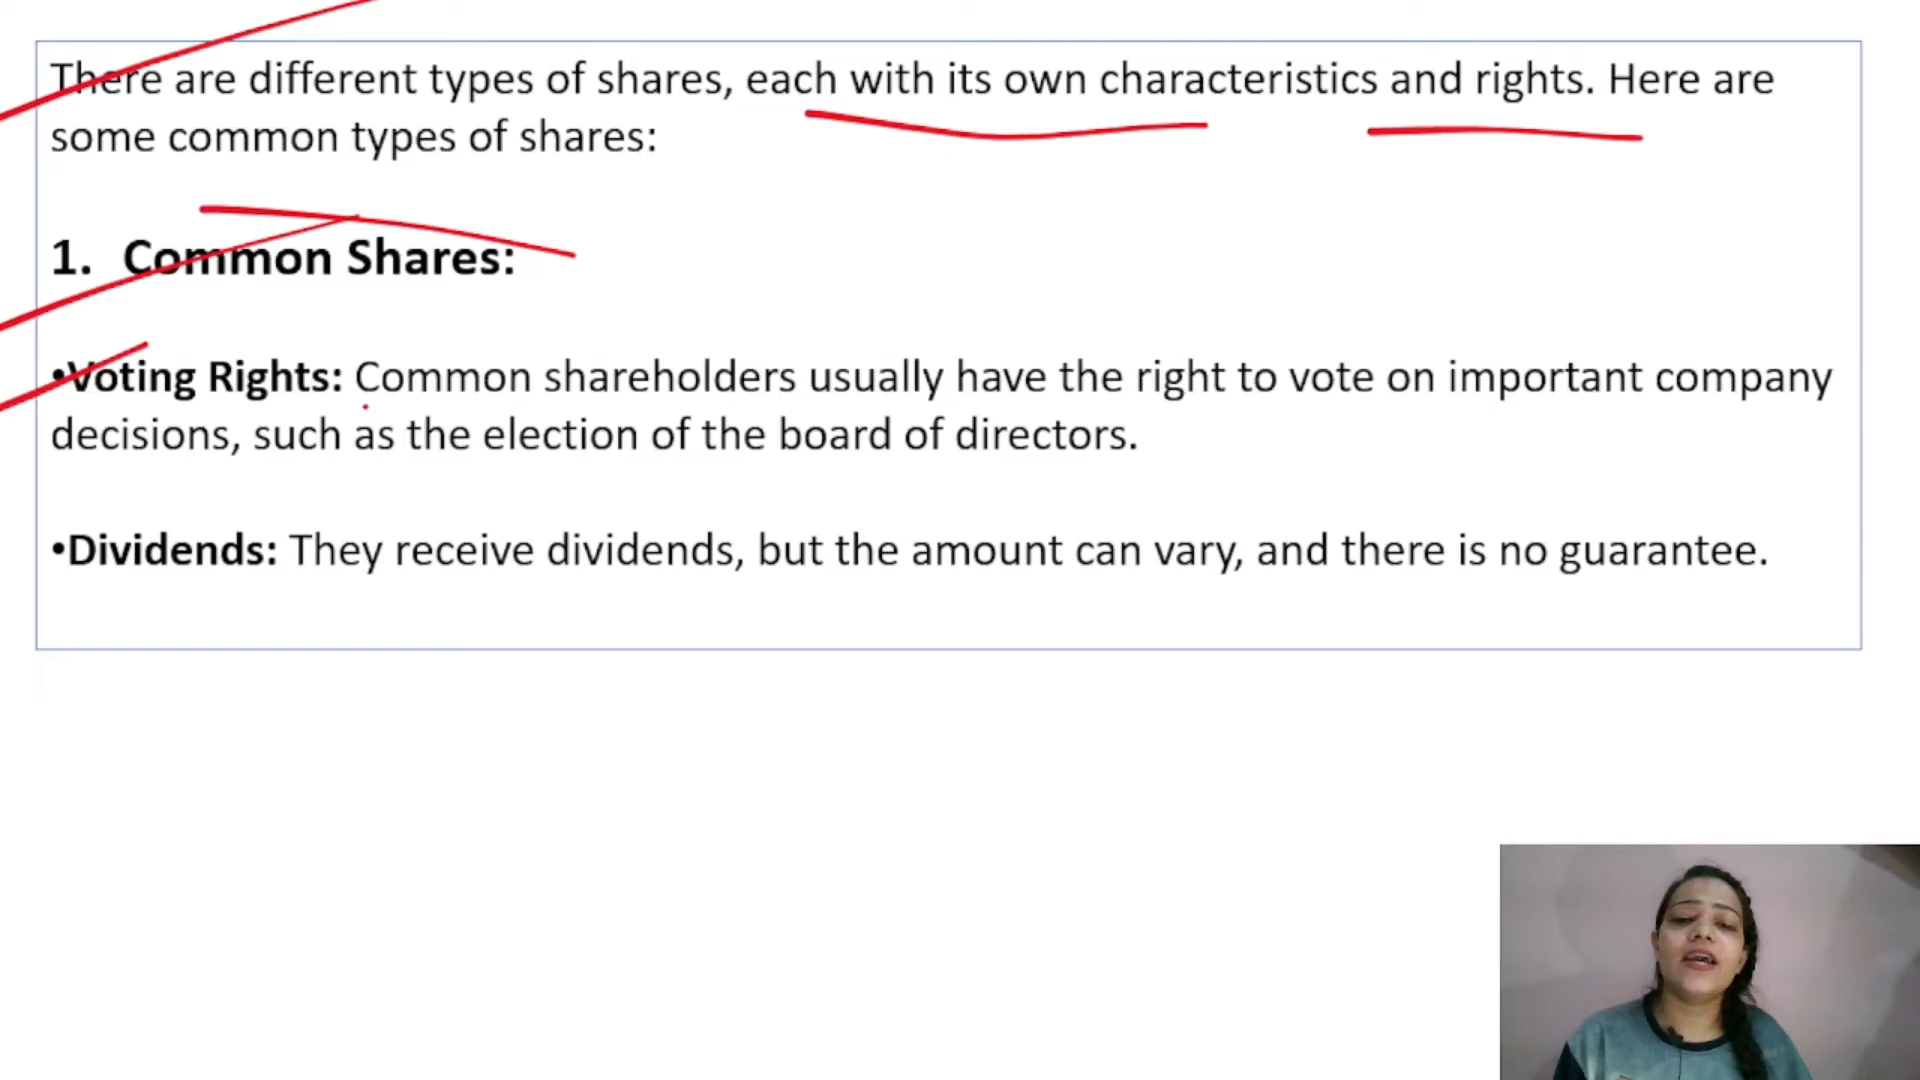 There are different types of shares, each with its own characteristics and rights. Here are
some common types of shares:
1. Common Shares:
•Voting Rights: Common shareholders usually have the right to vote on important company
decisions, such as the election of the board of directors.
•Dividends: They receive dividends, but the amount can vary, and there is no guarantee.